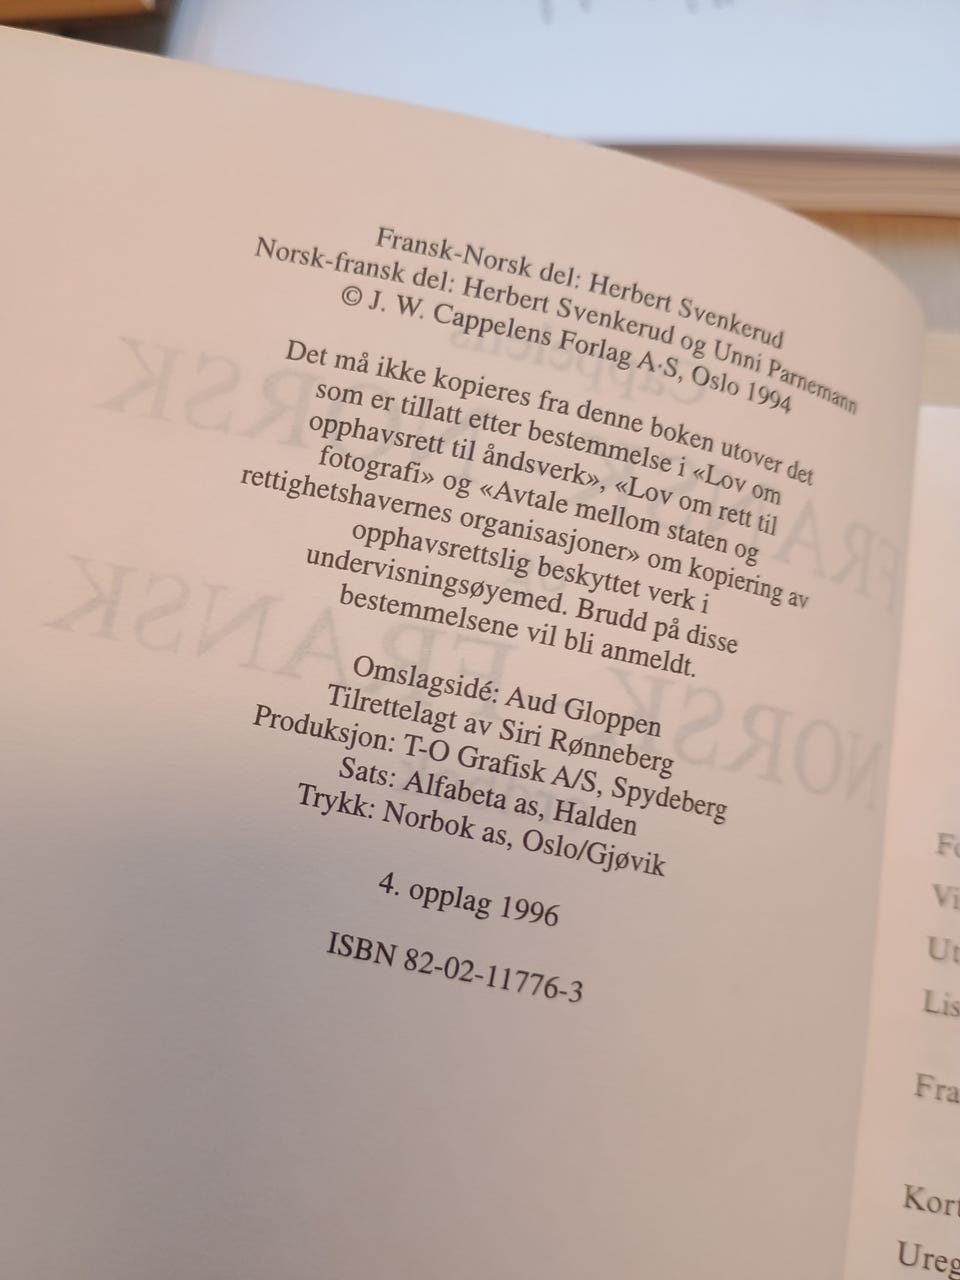 Fransk-Norsk del: Herbert Svenkerud
Norsk-fransk del: Herbert Svenkerud og Unni Parnemann
© J. W. Cappelens Forlag A·S, Oslo 1994
Det må ikke kopieres fra denne boken utover det
som er tillatt etter bestemmelse i «Lov om
opphavsrett til åndsverk», «Lov om rett til
fotografi» og «Avtale mellom staten og
rettighetshavernes organisasjoner» om kopiering av
opphavsrettslig beskyttet verk i
undervisningsøyemed. Brudd på disse
bestemmelsene vil bli anmeldt.
Omslagsidé: Aud Gloppen
Tilrettelagt av Siri Rønneberg
Produksjon: T-O Grafisk A/S, Spydeberg
Sats: Alfabeta as, Halden
Trykk: Norbok as, Oslo/Gjøvik
4. opplag 1996
ISBN 82-02-11776-3